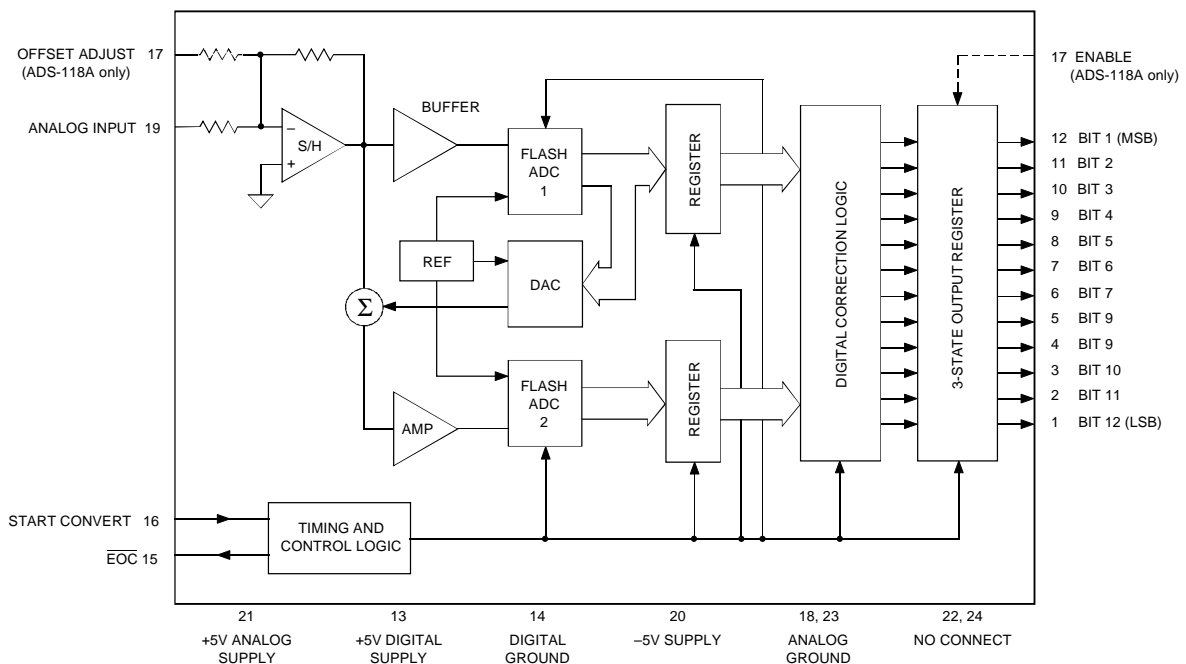 OFFSET ADJUST 17
(ADS-118A only)
ANALOG INPUT 19
–
S/H
+
BUFFER
FLASH
ADC
1
REF
DAC
Σ
AMP
FLASH
ADC
2
REGISTER
REGISTER
DIGITAL CORRECTION LOGIC
3-STATE OUTPUT REGISTER
17 ENABLE
(ADS-118A only)
12 BIT 1 (MSB)
11 BIT 2
10 BIT 3
9 BIT 4
8 BIT 5
7 BIT 6
6 BIT 7
5 BIT 9
4 BIT 9
3 BIT 10
2 BIT 11
1 BIT 12 (LSB)
START CONVERT 16
EOC 15
TIMING AND
CONTROL LOGIC
21
+5V ANALOG
SUPPLY
13
+5V DIGITAL
SUPPLY
14
DIGITAL
GROUND
20
–5V SUPPLY
18, 23
ANALOG
GROUND
22, 24
NO CONNECT